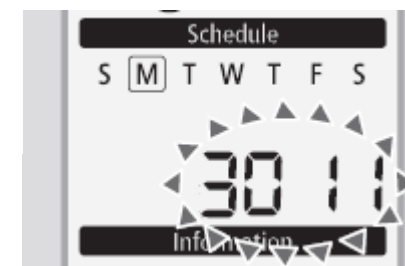 Schedule
S M T W T F S
30 11
Information